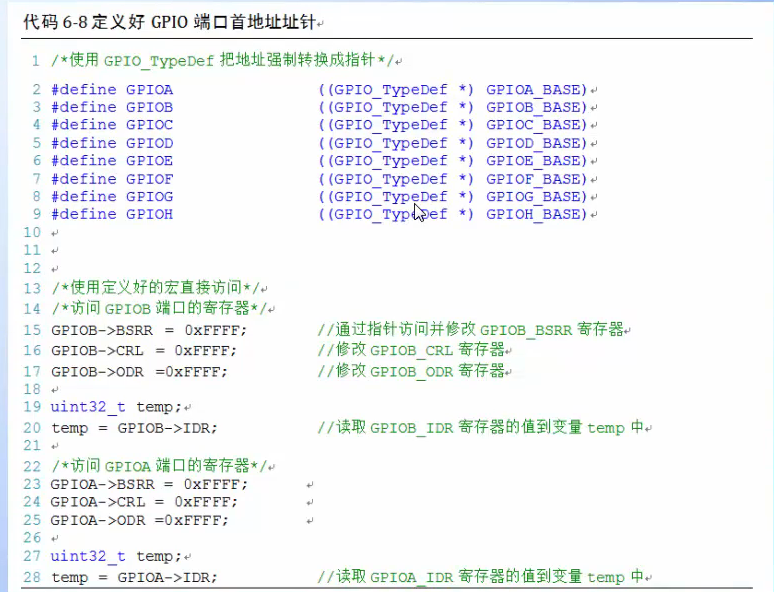 代码 6-8 定义好 GPIO 端口首地址址针
1 /*使用 GPIO_TypeDef 把地址强制转换成指针*/
2 #define GPIOA ((GPIO_TypeDef *) GPIOA_BASE)
3 #define GPIOB ((GPIO_TypeDef *) GPIOB_BASE)
4 #define GPIOC ((GPIO_TypeDef *) GPIOC_BASE)
5 #define GPIOD ((GPIO_TypeDef *) GPIOD_BASE)
6 #define GPIOE ((GPIO_TypeDef *) GPIOE_BASE)
7 #define GPIOF ((GPIO_TypeDef *) GPIOF_BASE)
8 #define GPIOG ((GPIO_TypeDef *) GPIOG_BASE)
9 #define GPIOH ((GPIO_TypeDef *) GPIOH_BASE)
10
11
12
13 /*使用定义好的宏直接访问*/
14 /*访问 GPIOB 端口的寄存器*/
15 GPIOB->BSRR = 0xFFFF; //通过指针访问并修改 GPIOB_BSRR 寄存器
16 GPIOB->CRL = 0xFFFF; //修改 GPIOB_CRL 寄存器
17 GPIOB->ODR =0xFFFF; //修改 GPIOB_ODR 寄存器
18
19 uint32_t temp;
20 temp = GPIOB->IDR; //读取 GPIOB_IDR 寄存器的值到变量 temp 中
21
22 /*访问 GPIOA 端口的寄存器*/
23 GPIOA->BSRR = 0xFFFF;
24 GPIOA->CRL = 0xFFFF;
25 GPIOA->ODR =0xFFFF;
26
27 uint32_t temp;
28 temp = GPIOA->IDR; //读取 GPIOA_IDR 寄存器的值到变量 temp 中